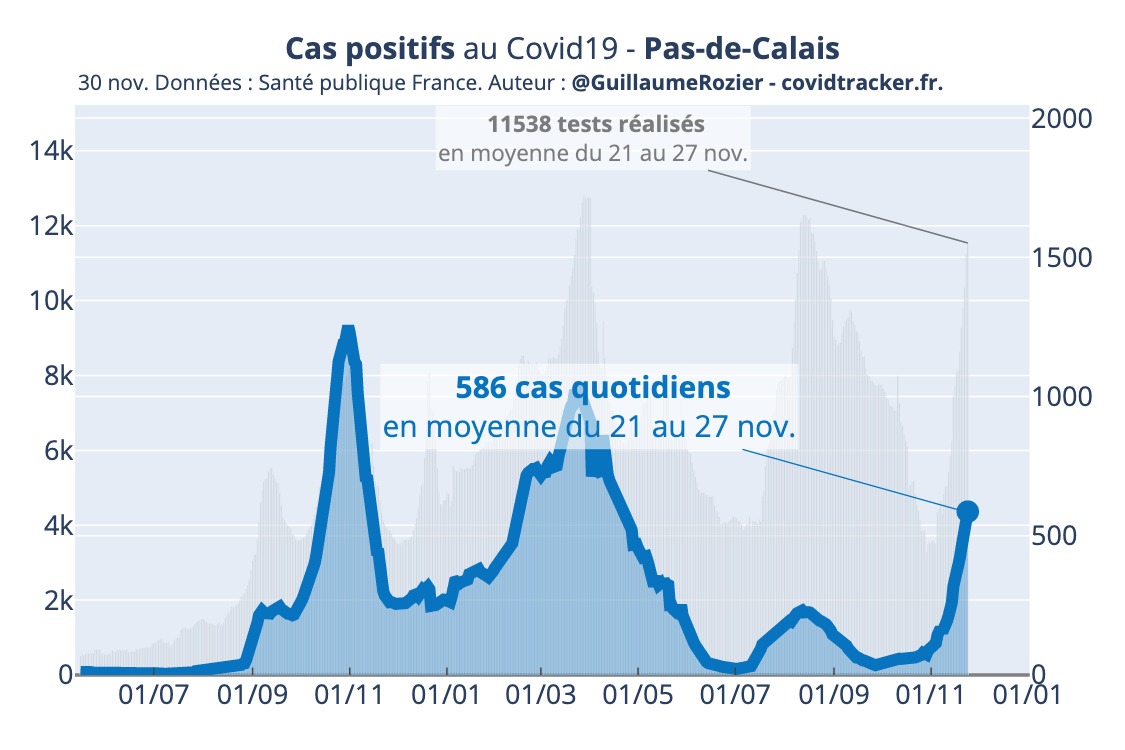 Cas positifs au Covid19 - Pas-de-Calais
30 nov. Données : Santé publique France. Auteur : @GuillaumeRozier - covidtracker.fr.
11538 tests réalisés
en moyenne du 21 au 27 nov.
2000
14k
12k
1500
10k
8k
586 cas quotidiens
1000
en moyenne du 21 au 27 nov.
6k
4k
500
2k
0
0
01/07 01/09 01/11 01/01 01/03 01/05 01/07 01/09 01/11 01/01